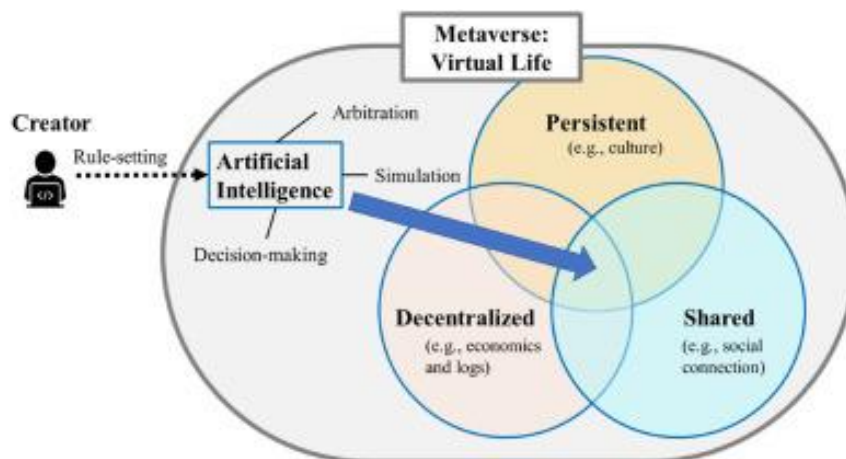 Metaverse:
Virtual Life
Creator
Rule-setting
Arbitration
Artificial
Intelligence
Simulation
Decision-making
Persistent
(e.g., culture)
Decentralized
(e.g., economics
and logs)
Shared
(e.g., social
connection)